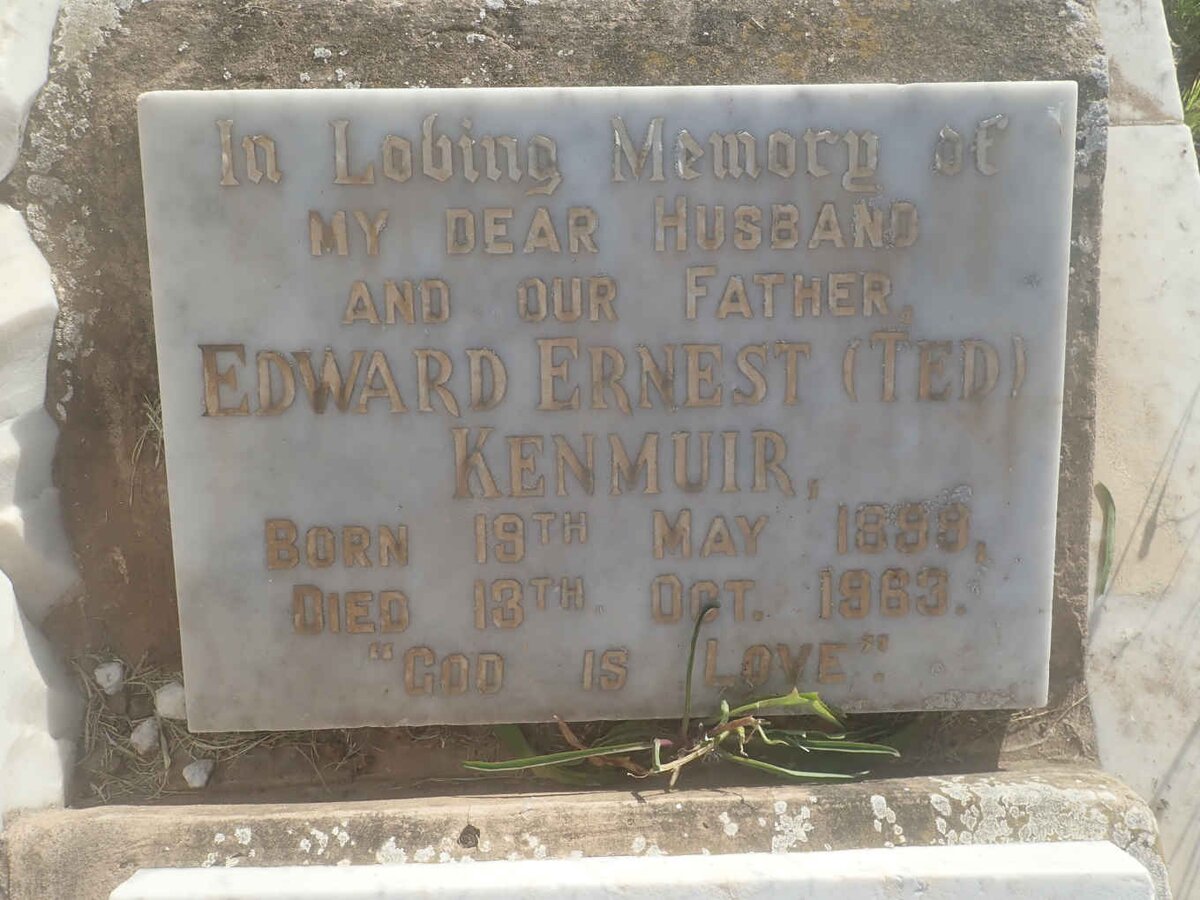 In Loving Memory of
MY DEAR HUSBAND
AND OUR FATHER,
EDWARD ERNEST (TED)
KENMUIR,
BORN 19TH MAY 1899,
DIED 13TH. OCT. 1963.
"GOD IS LOVE".